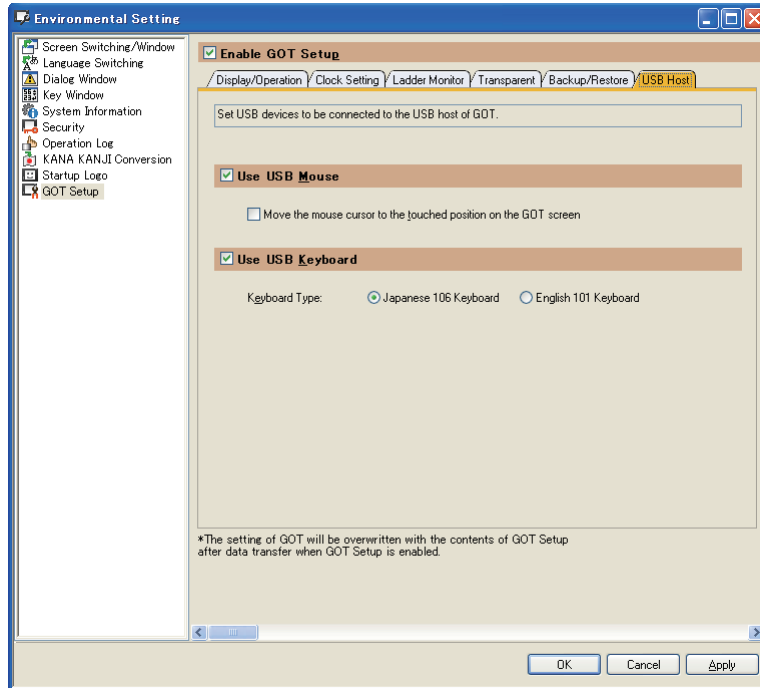 Environmental Setting
Screen Switching/Window
Language Switching
Dialog Window
Key Window
System Information
Security
Operation Log
KANA KANJI Conversion
Startup Logo
GOT Setup
Enable GOT Setup
Display/Operation
Clock Setting
Ladder Monitor
Transparent
Backup/Restore
USB Host
Set USB devices to be connected to the USB host of GOT.
Use USB Mouse
Move the mouse cursor to the touched position on the GOT screen
Use USB Keyboard
Keyboard Type:
Japanese 106 Keyboard
English 101 Keyboard
*The setting of GOT will be overwritten with the contents of GOT Setup
after data transfer when GOT Setup is enabled.
OK
Cancel
Apply